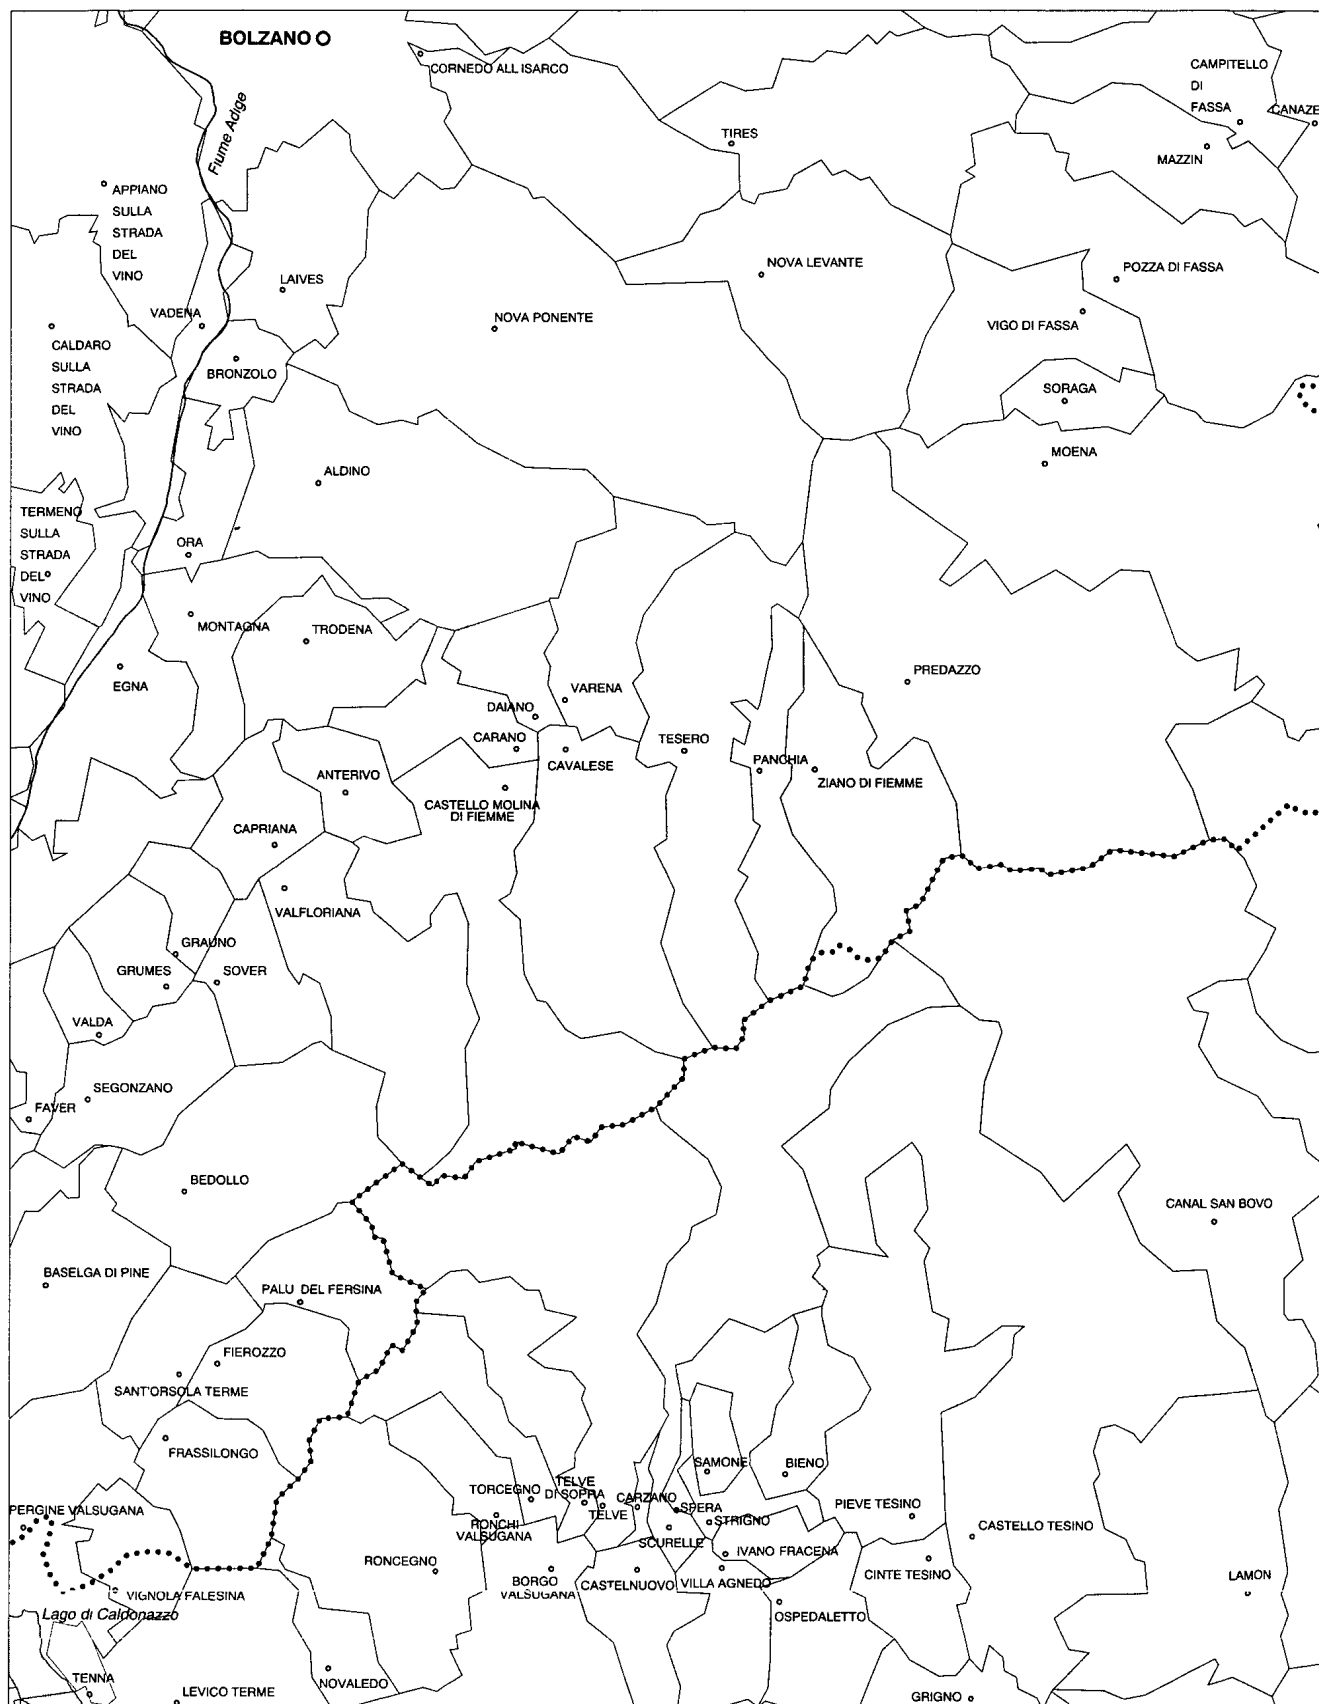 BOLZANO
CORNEDO ALL ISARCO
CAMPITELLO
DI
FASSA
CANAZE
Fiume Adige
TIRES
MAZZIN
APPIANO
SULLA
STRADA
DEL
VINO
LAIVES
NOVA LEVANTE
POZZA DI FASSA
VADENA
NOVA PONENTE
VIGO DI FASSA
CALDARO
SULLA
STRADA
DEL
VINO
BRONZOLO
SORAGA
MOENA
ALDINO
TERMENO
SULLA
STRADA
DEL
VINO
ORA
MONTAGNA
TRODENA
EGNA
PREDAZZO
VARENA
DAIANO
CARANO
CAVALESE
TESERO
PANCHIA
ZIANO DI FIEMME
ANTERIVO
CASTELLO MOLINA
DI FIEMME
CAPRIANA
VALFLORIANA
GRAUNO
GRUMES
SOVER
VALDA
SEGONZANO
FAVER
BEDOLLO
CANAL SAN BOVO
BASELGA DI PINE
PALU DEL FERSINA
FIEROZZO
SANT'ORSOLA TERME
FRASSILONGO
SAMONE
BIENO
TORCEGNO
TELVE
DI SOPRA
CARZANO
TELVE
SPERA
STRIGNO
PIEVE TESINO
PERGINE VALSUGANA
RONCHI
VALSUGANA
SCURELLE
IVANO FRACENA
CASTELLO TESINO
RONCEGNO
BORGO
VALSUGANA
CASTELNUOVO
VILLA AGNEDO
CINTE TESINO
LAMON
VIGNOLA FALESINA
Lago di Caldonazzo
OSPEDALETTO
TENNA
NOVALEDO
LEVICO TERME
GRIGNO